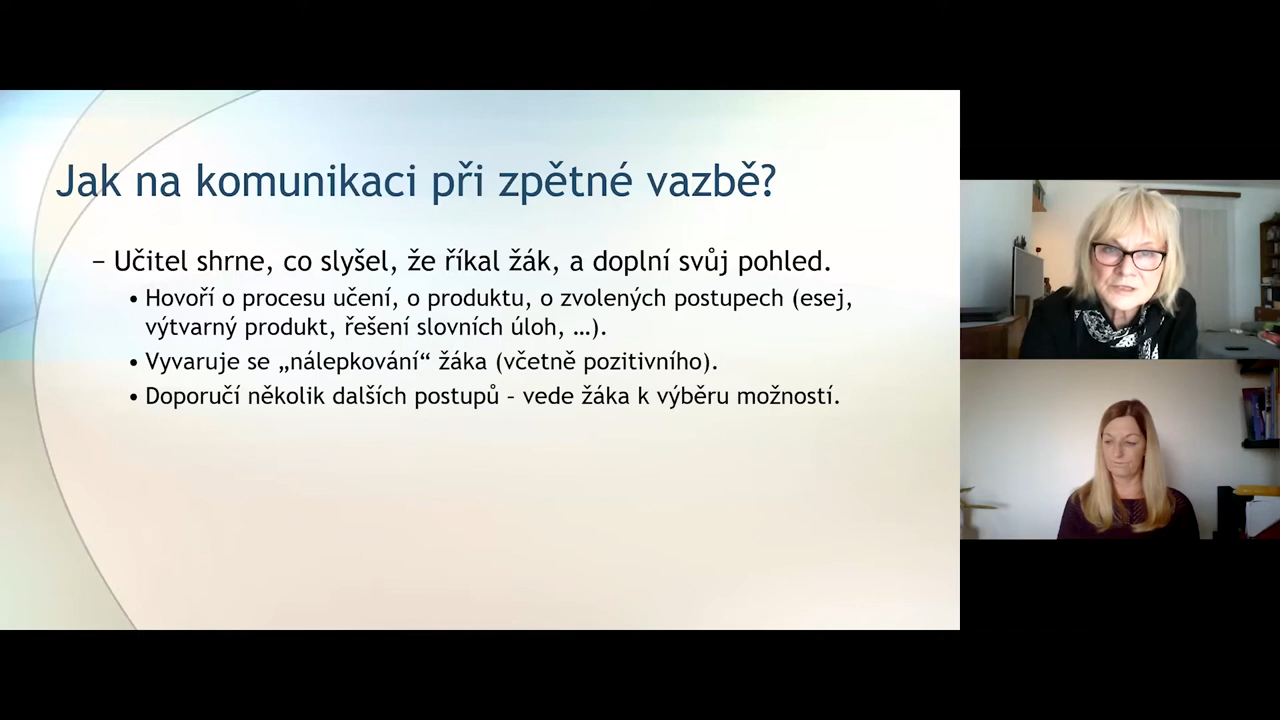 Jak na komunikaci při zpětné vazbě?
– Učitel shrne, co slyšel, že říkal žák, a doplní svůj pohled.
• Hovoří o procesu učení, o produktu, o zvolených postupech (esej,
výtvarný produkt, řešení slovních úloh, …).
• Vyvaruje se „nálepkování“ žáka (včetně pozitivního).
• Doporučí několik dalších postupů – vede žáka k výběru možností.